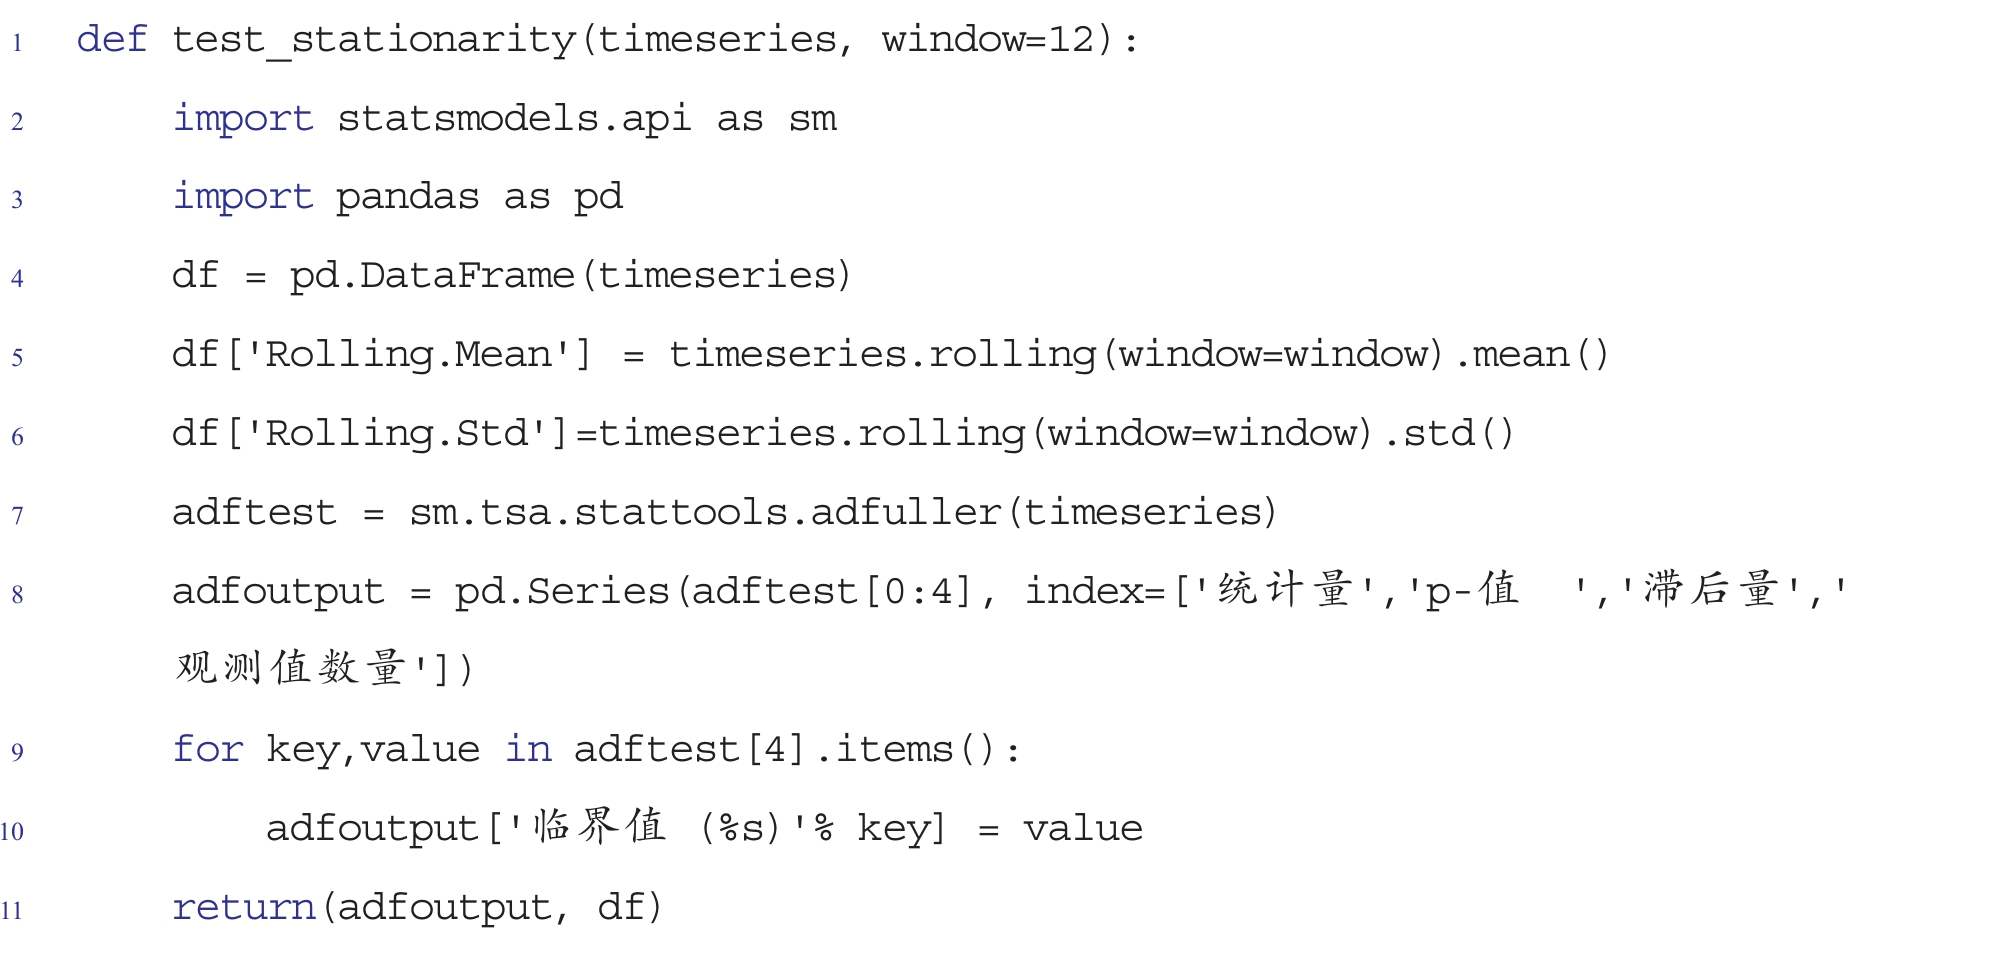 1 def test_stationarity(timeseries, window=12):
2 import statsmodels.api as sm
3 import pandas as pd
4 df = pd.DataFrame(timeseries)
5 df['Rolling.Mean'] = timeseries.rolling(window=window).mean()
6 df['Rolling.Std']=timeseries.rolling(window=window).std()
7 adftest = sm.tsa.stattools.adfuller(timeseries)
8 adfoutput = pd.Series(adftest[0:4], index=['统计量','p-值 ','滞后量','
观测值数量'])
9 for key,value in adftest[4].items():
10 adfoutput['临界值 (%s)'% key] = value
11 return(adfoutput, df)